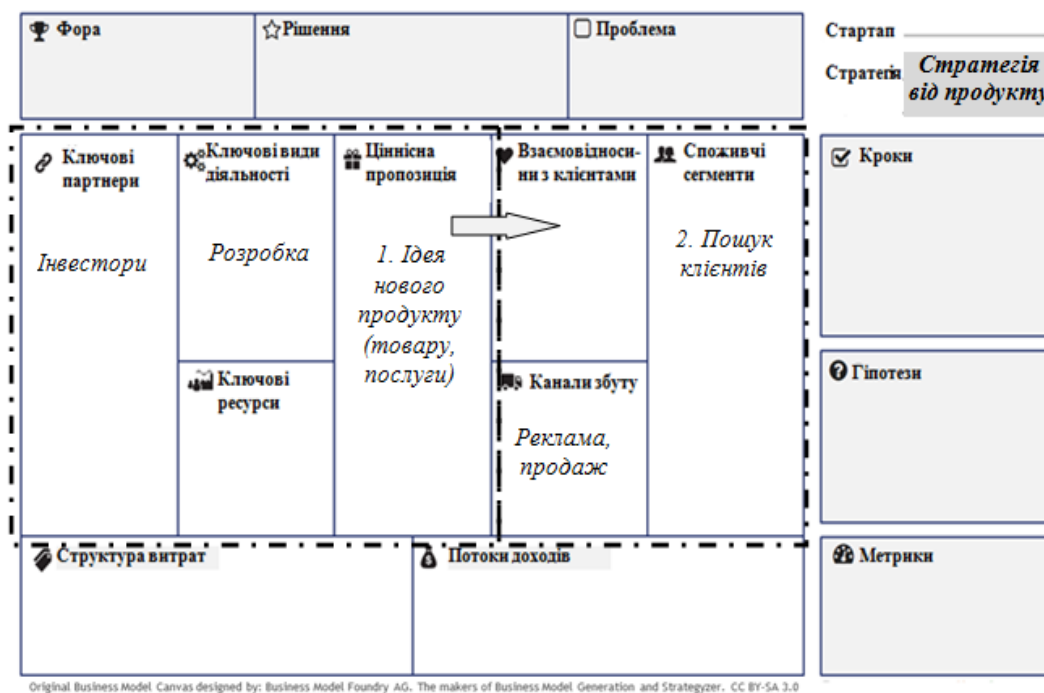 Фора
Рішення
Проблема
Стартап
Стратегія
Стратегія
від продукту
Ключові
партнери
Інвестори
Ключові види
діяльності
Розробка
Ключові
ресурси
Ціннісна
пропозиція
1. Ідея
нового
продукту
(товару,
послуги)
Взаємовідноси-
ни з клієнтами
Канали збуту
Реклама,
продаж
Споживчі
сегменти
2. Пошук
клієнтів
Кроки
Гіпотези
Метрики
Структура витрат
Потоки доходів
Original Business Model Canvas designed by: Business Model Foundry AG. The makers of Business Model Generation and Strategyzer. CC BY-SA 3.0